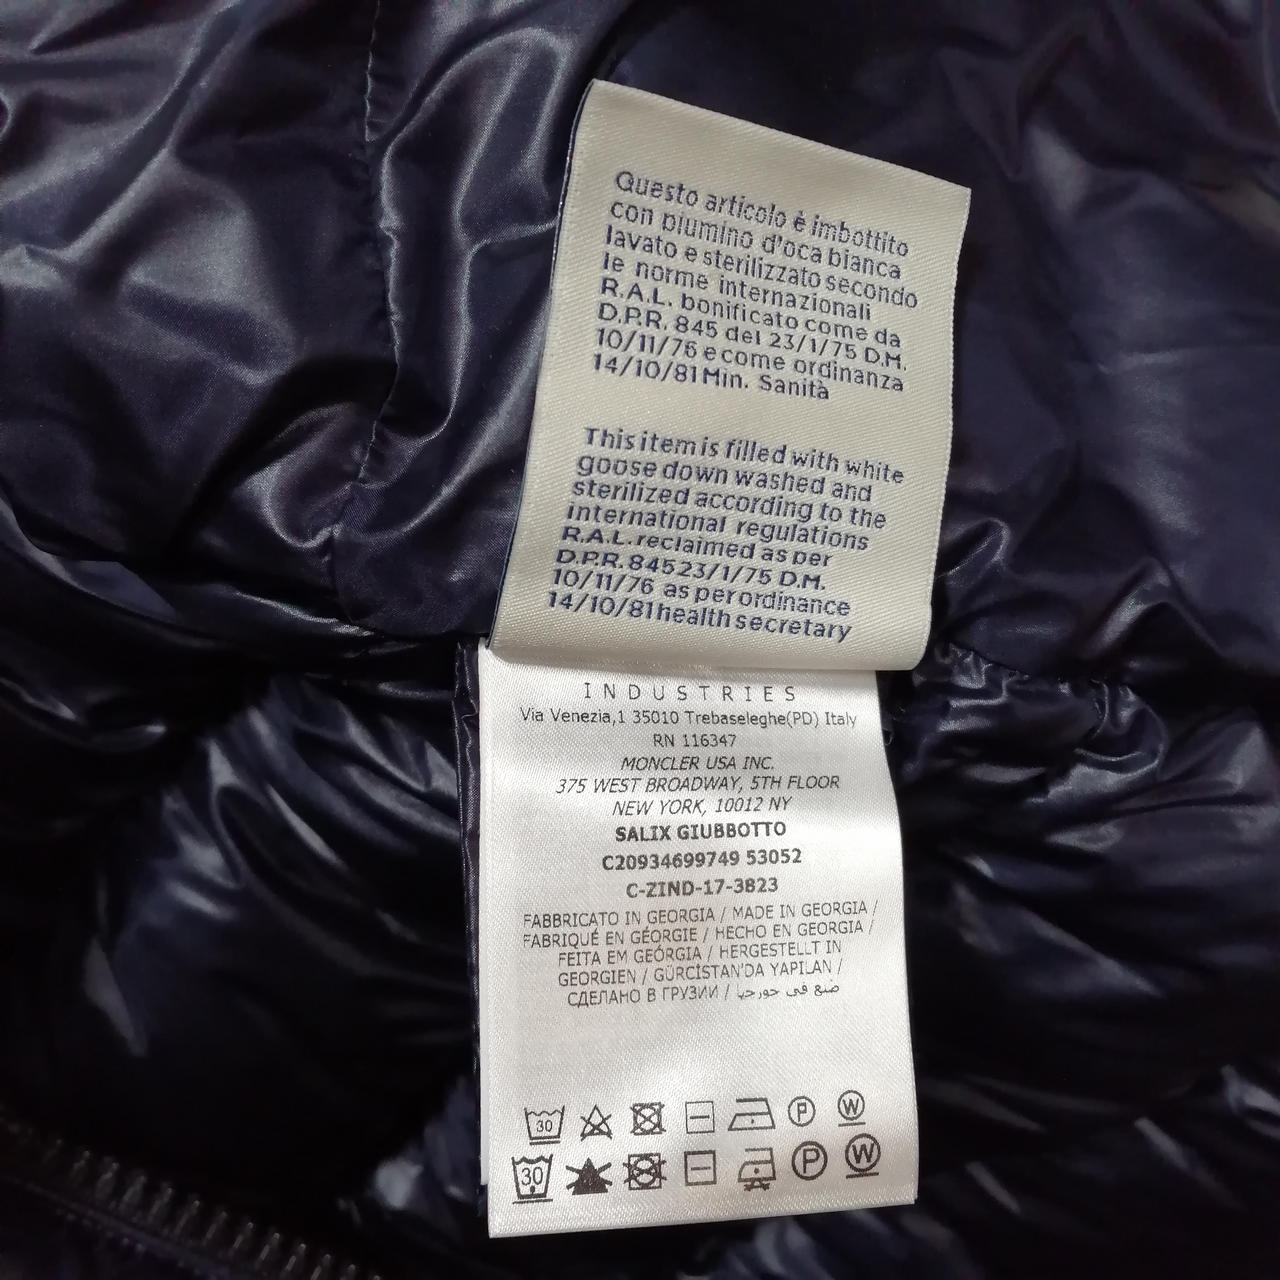 Questo articolo è imbottito
con piumino d'oca bianca
lavato e sterilizzato secondo
le norme internazionali
R.A.L. bonificato come da
D.P.R. 845 del 23/1/75 D.M.
10/11/76 e come ordinanza
14/10/81 Min. Sanità
This item is filled with white
goose down washed and
sterilized according to the
international regulations
R.A.L. reclaimed as per
D.P.R. 845 23/1/75 D.M.
10/11/76 as per ordinance
14/10/81 health secretary
INDUSTRIES
Via Venezia,1 35010 Trebaseleghe(PD) Italy
RN 116347
MONCLER USA INC.
375 WEST BROADWAY, 5TH FLOOR
NEW YORK, 10012 NY
SALIX GIUBBOTTO
C20934699749 53052
C-ZIND-17-3823
FABBRICATO IN GEORGIA / MADE IN GEORGIA /
FABRIQUÉ EN GÉORGIE / HECHO EN GEORGIA /
FEITA EM GEÓRGIA / HERGESTELLT IN
GEORGIEN / GÜRCİSTAN'DA YAPILAN /
СДЕЛАНО В ГРУЗИИ / صنع في جورجيا
30 P W
30 P W